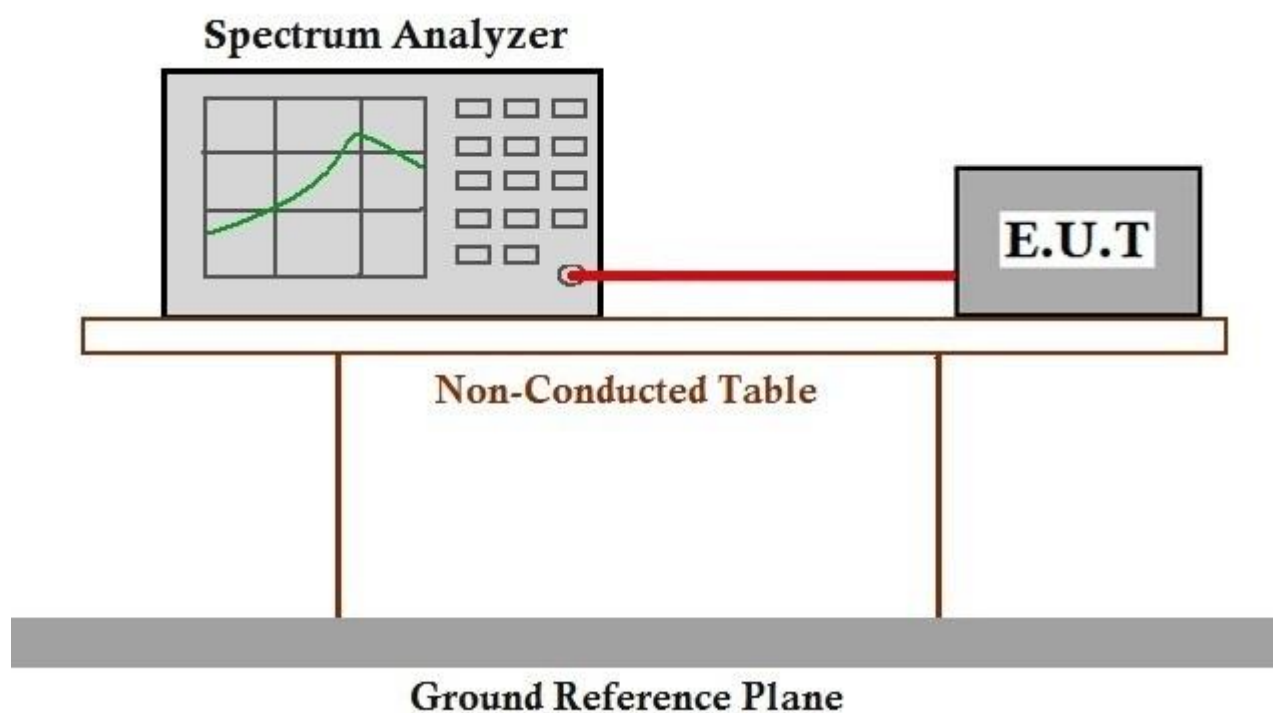 Spectrum Analyzer
E.U.T
Non-Conducted Table
Ground Reference Plane